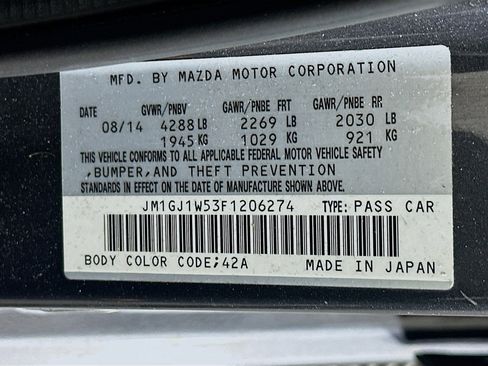 MFD. BY MAZDA MOTOR CORPORATION
DATE GVWR/PNBV GAWR/PNBE FRT GAWR/PNBE RR
08/14 4288 LB 2269 LB 2030 LB
1945 KG 1029 KG 921 KG
THIS VEHICLE CONFORMS TO ALL APPLICABLE FEDERAL MOTOR VEHICLE SAFETY
,BUMPER,AND THEFT PREVENTION
STANDARDS IN EFFECT ON THE DATE OF MANUFACTURE SHOWN ABOVE.
JM1GJ1W53F1206274 TYPE: PASS CAR
BODY COLOR CODE;42A MADE IN JAPAN